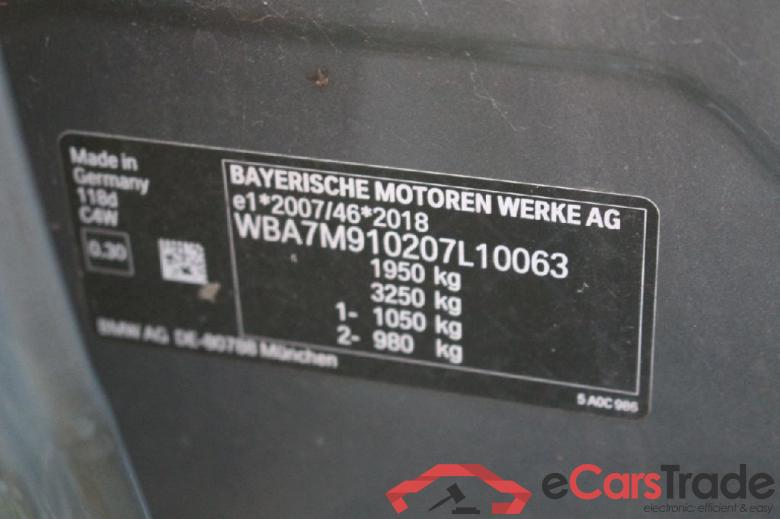 Made in
Germany
118d
C4W
0.30
BAYERISCHE MOTOREN WERKE AG
e1*2007/46*2018
WBA7M910207L10063
1950 kg
3250 kg
1- 1050 kg
2- 980 kg
BMW AG DE-80788 München
5 A0C 986
eCarsTrade
electronic, efficient & easy